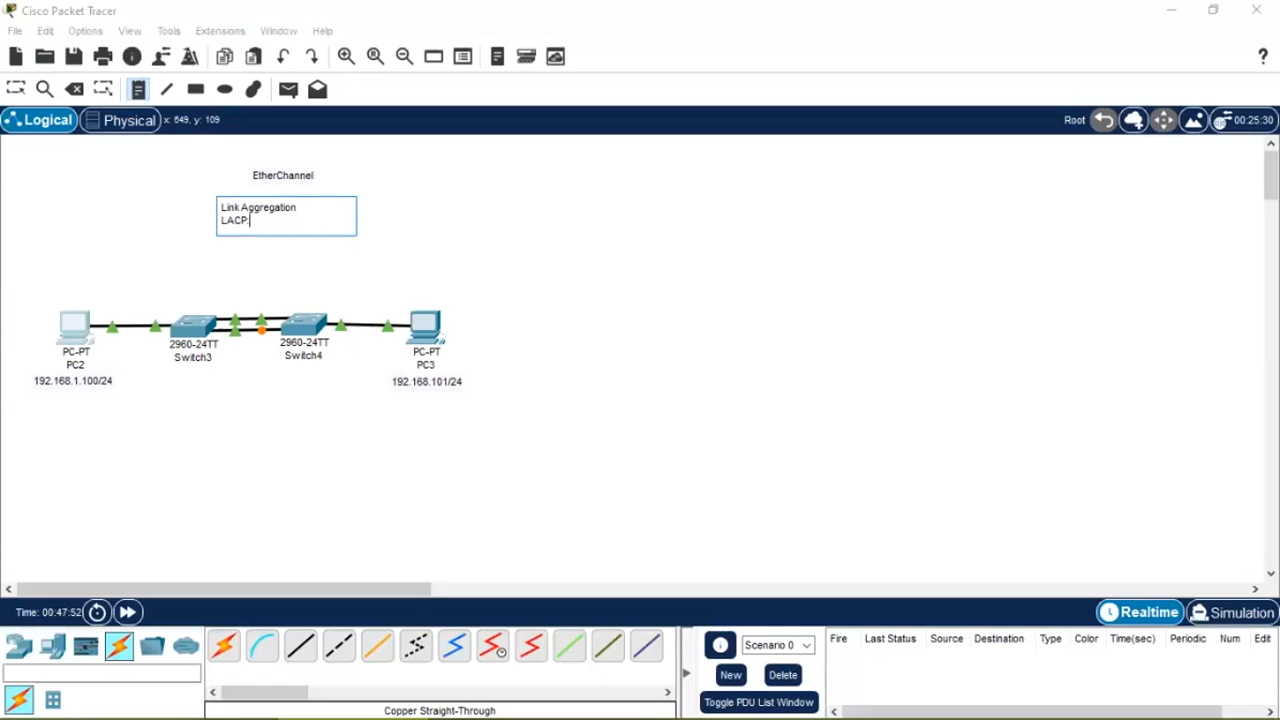 Cisco Packet Tracer
File Edit Options View Tools Extensions Window Help
?
Logical Physical x: 649, y: 109 Root 00:25:30
EtherChannel
Link Aggregation
LACP:
PC-PT
PC2
192.168.1.100/24
2960-24TT
Switch3
2960-24TT
Switch4
PC-PT
PC3
192.168.101/24
Time: 00:47:52 Realtime Simulation
Scenario 0
New Delete
Toggle PDU List Window
Fire Last Status Source Destination Type Color Time(sec) Periodic Num Edit
Copper Straight-Through